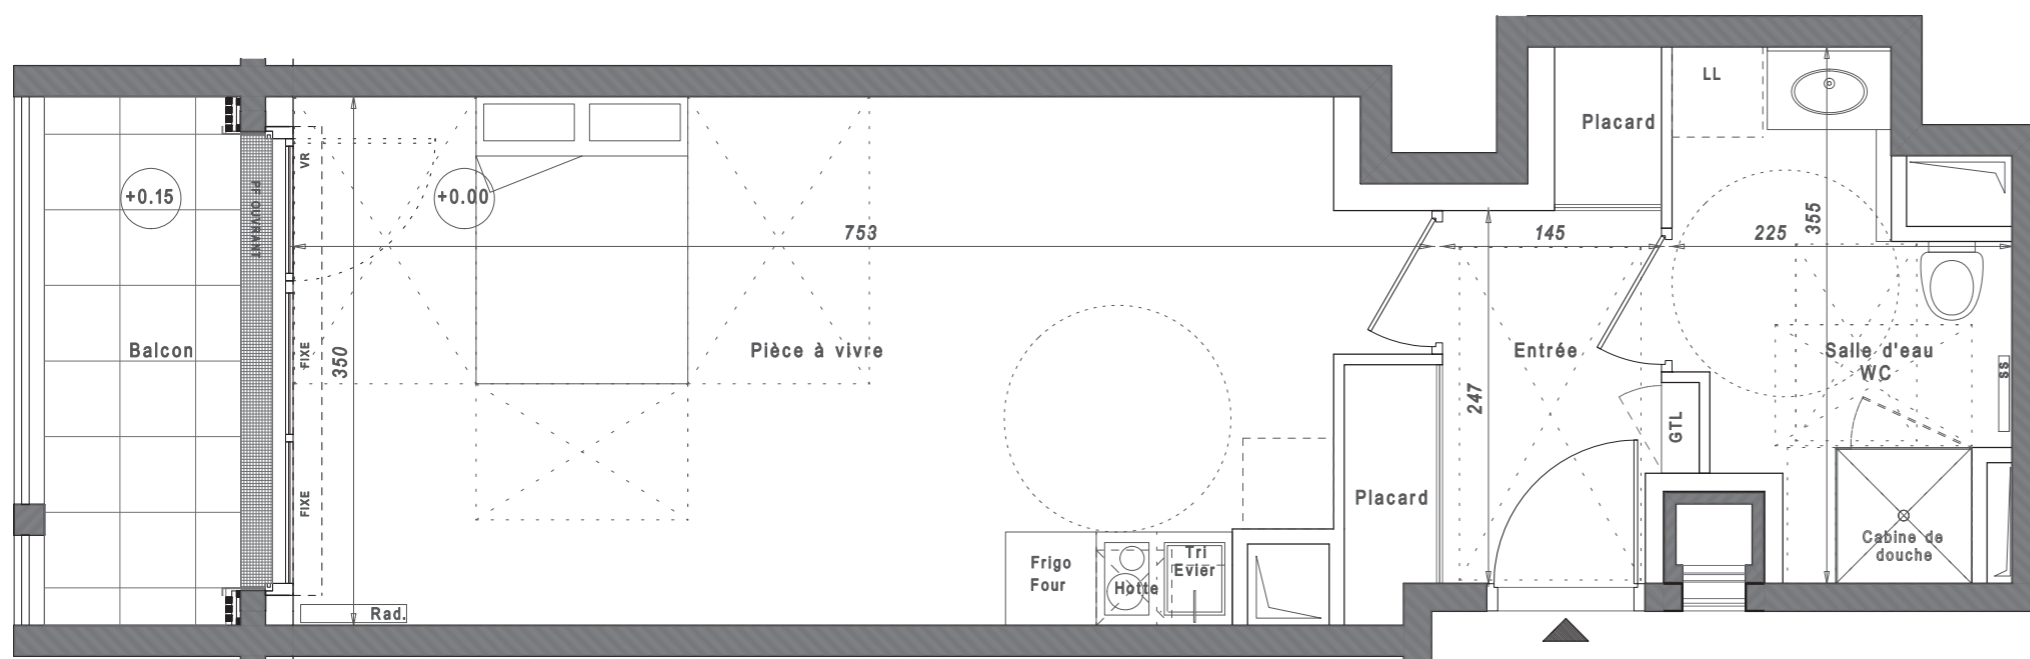 LL
Placard
VR
PF OUVRANT
+0.15
+0.00
753
145
225
355
Balcon
FIXE
350
Pièce à vivre
Entrée
Salle d'eau
WC
SS
247
GTL
FIXE
Placard
Frigo
Four
Hotte
Tri
Evier
Cabine de
douche
Rad.